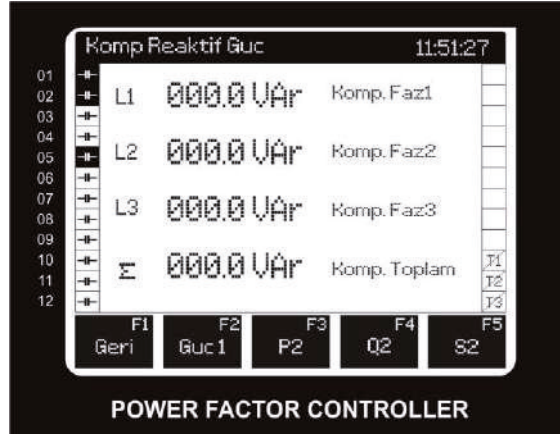 Komp Reaktif Guc 11:51:27
01
02
03
04
05
06
07
08
09
10
11
12
L1 000.0 VAr Komp. Faz1
L2 000.0 VAr Komp. Faz2
L3 000.0 VAr Komp. Faz3
Σ 000.0 VAr Komp. Toplam
T1
T2
T3
F1 F2 F3 F4 F5
Geri Guc1 P2 Q2 S2
POWER FACTOR CONTROLLER